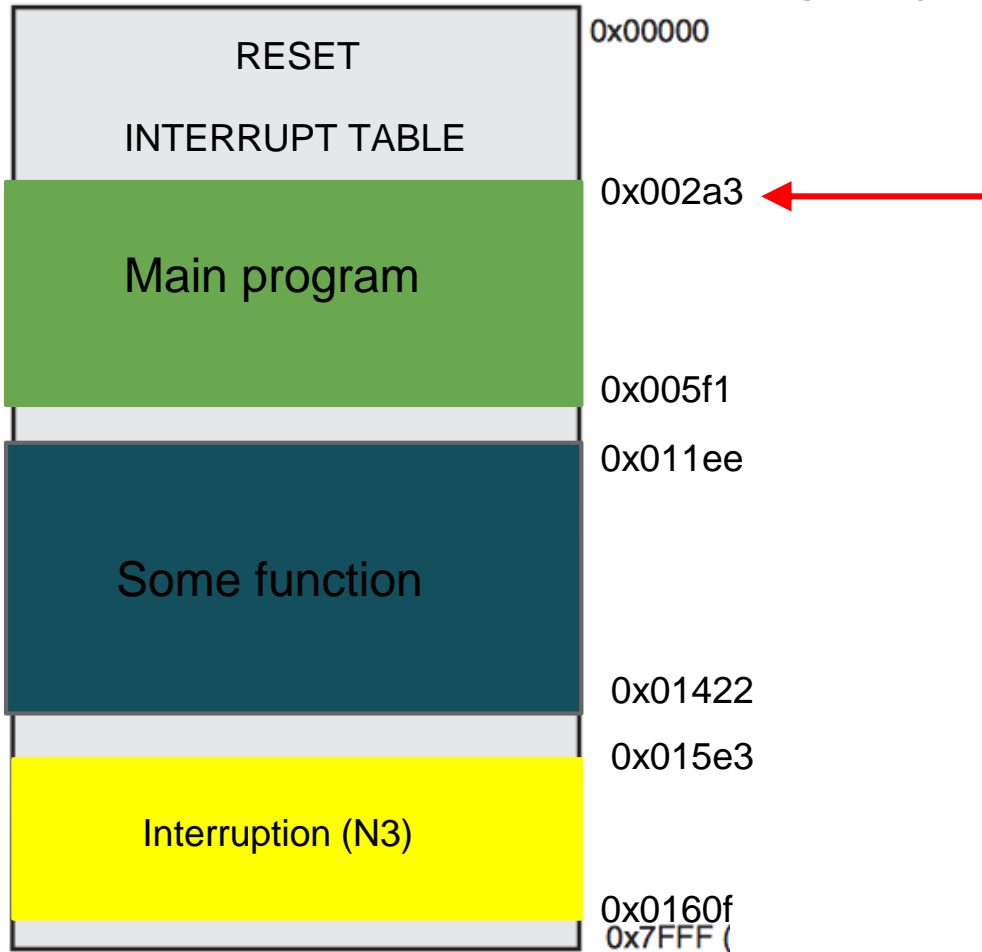 0x00000
RESET
INTERRUPT TABLE
0x002a3
Main program
0x005f1
0x011ee
Some function
0x01422
0x015e3
Interruption (N3)
0x0160f
0x7FFF (